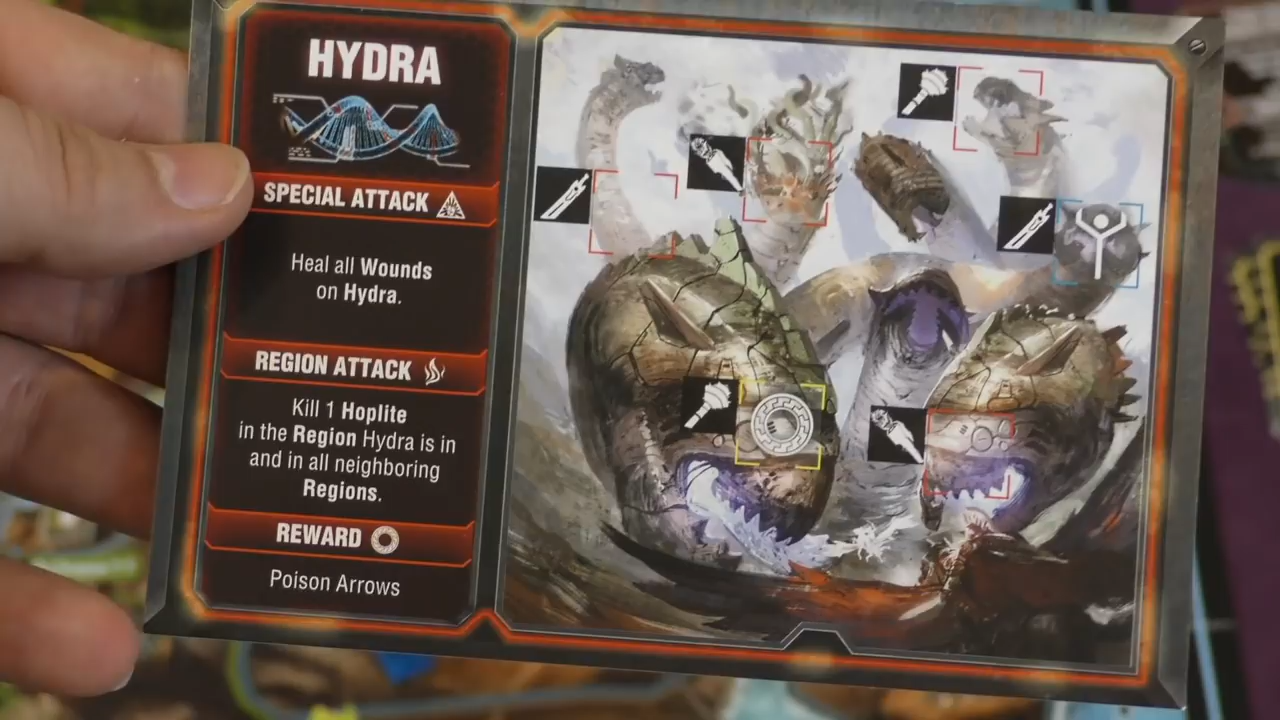 HYDRA
SPECIAL ATTACK
Heal all Wounds
on Hydra.
REGION ATTACK
Kill 1 Hoplite
in the Region Hydra is in
and in all neighboring
Regions.
REWARD
Poison Arrows